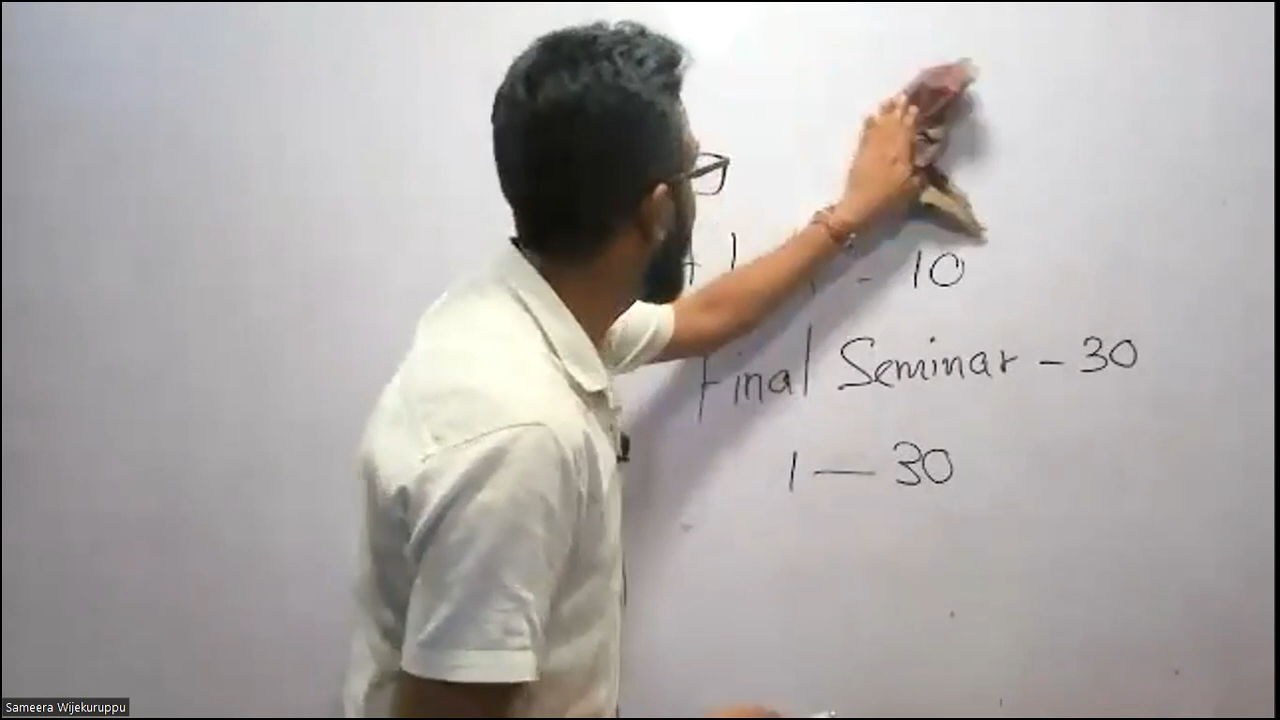 - 10
Final Seminar - 30
1 — 30
Sameera Wijekuruppu